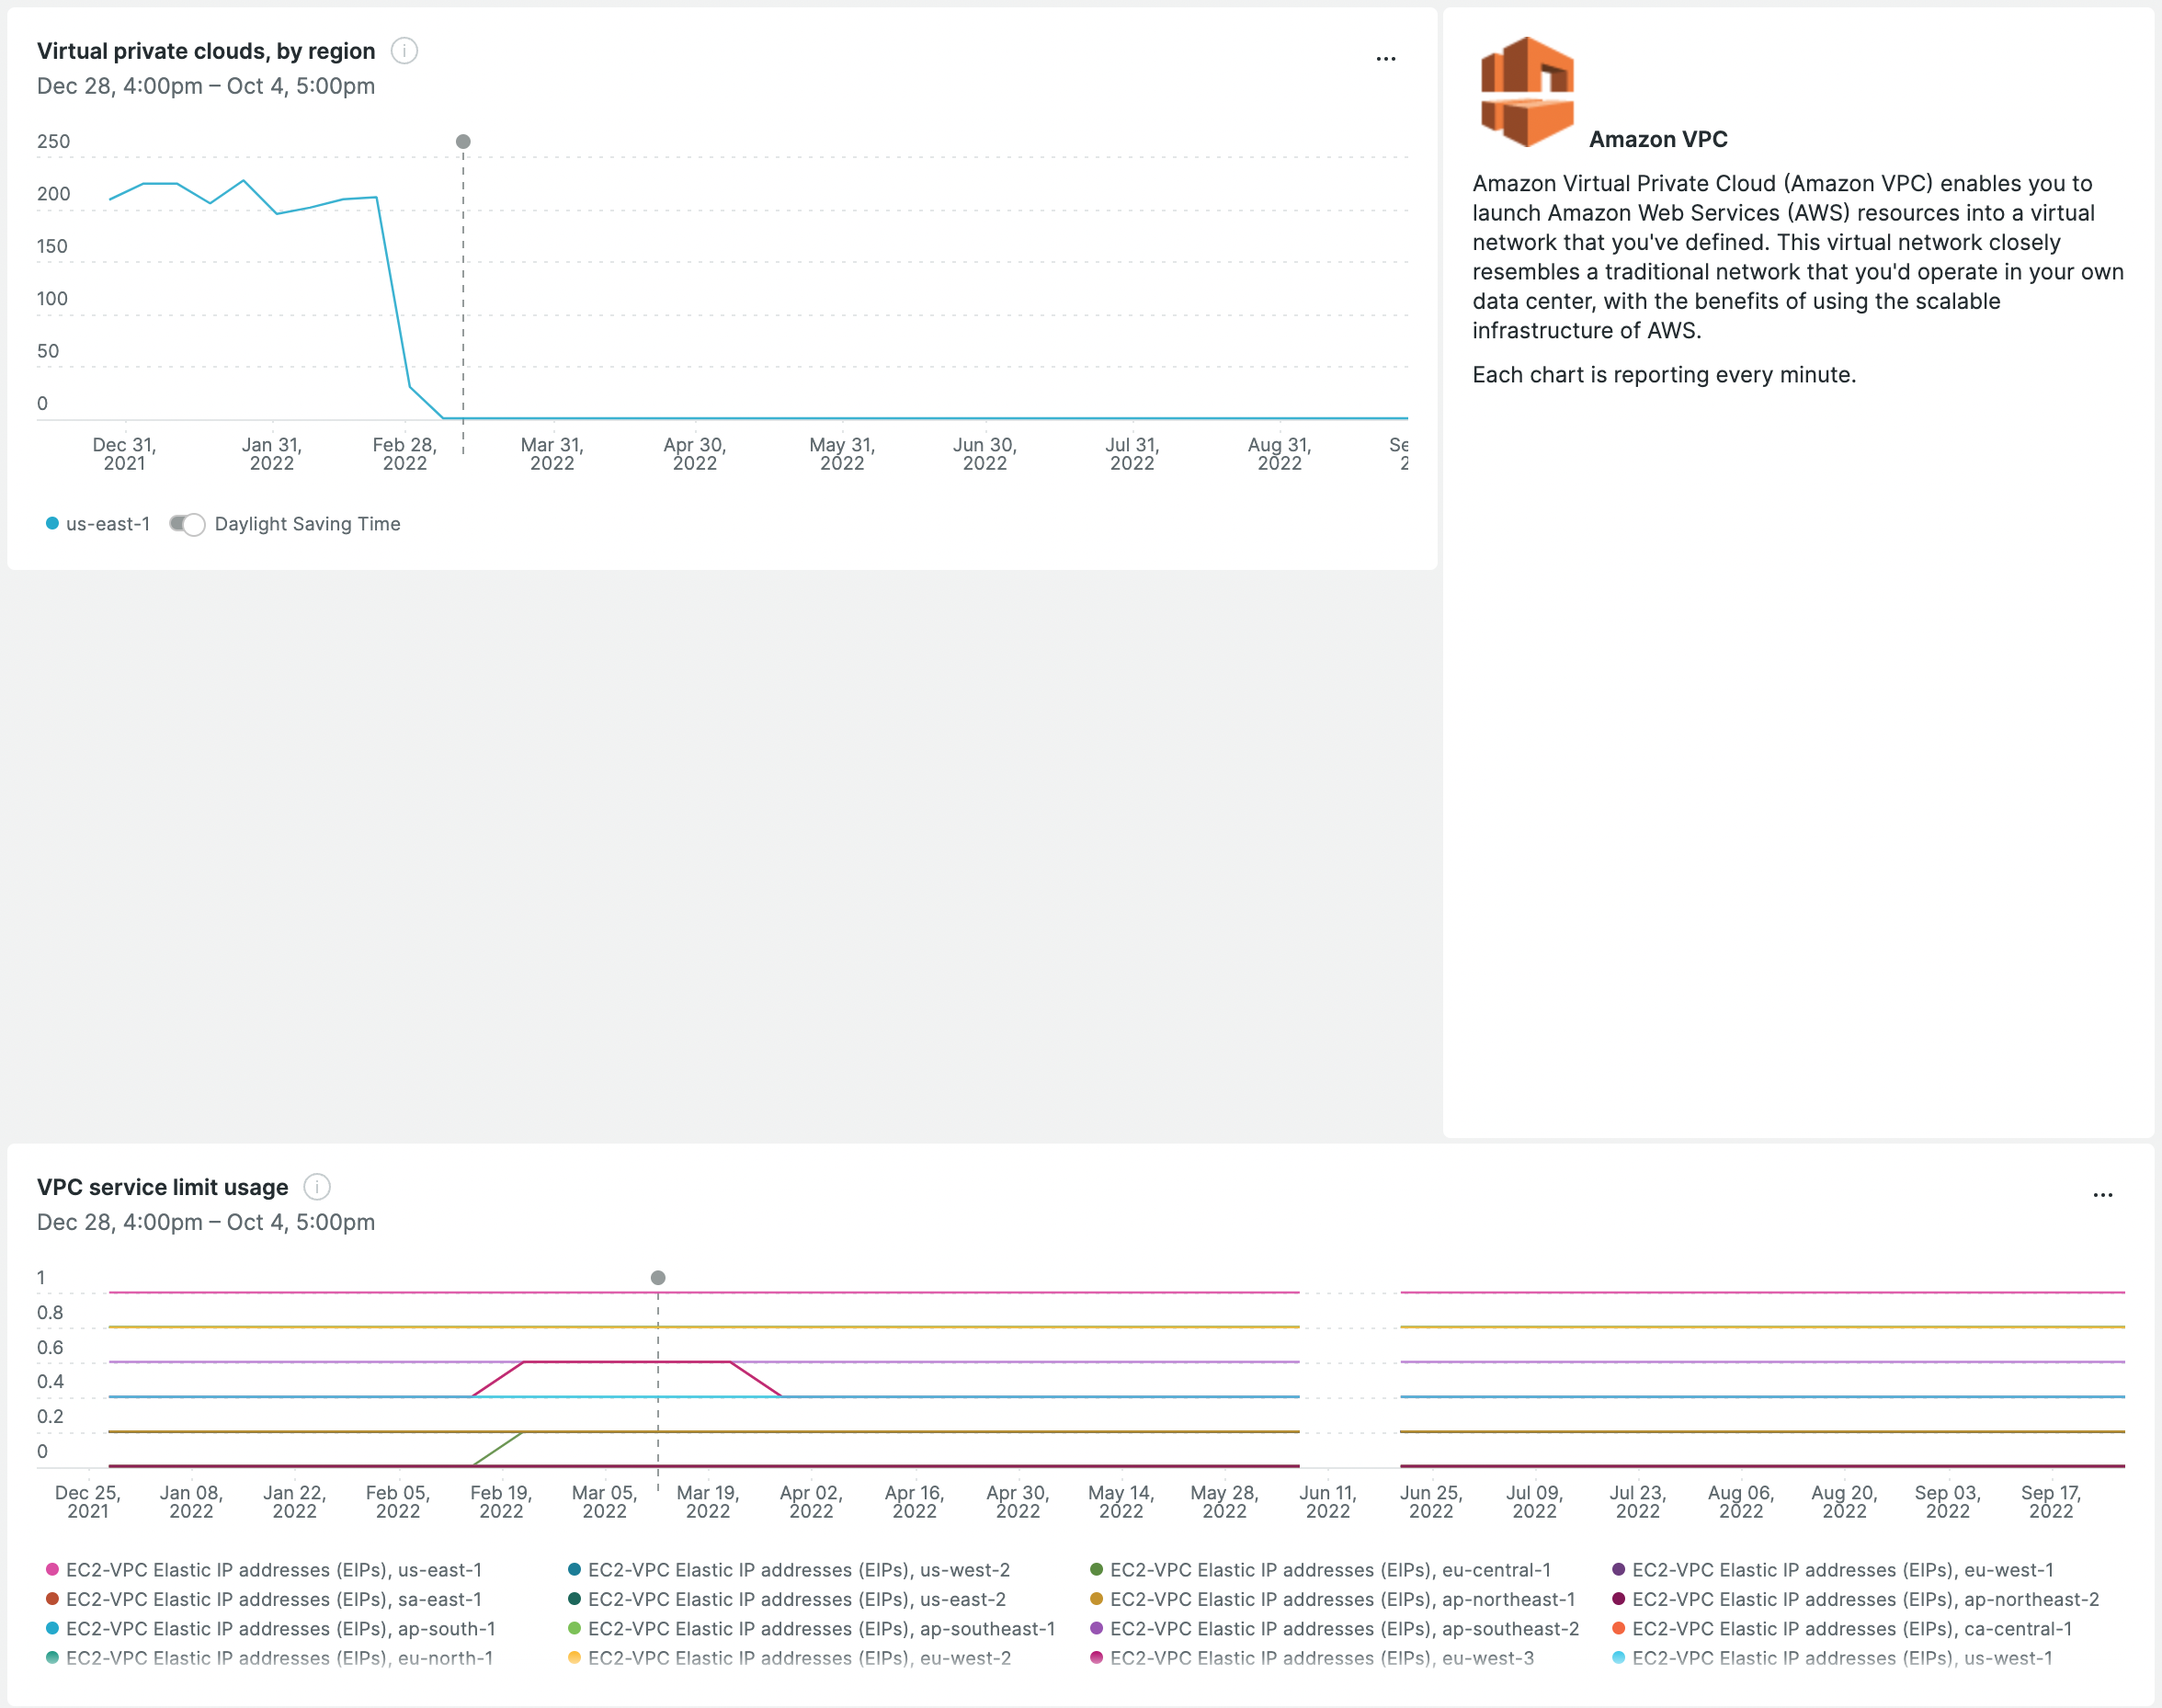 Virtual private clouds, by region
Dec 28, 4:00pm – Oct 4, 5:00pm
250
200
150
100
50
0
Dec 31, 2021
Jan 31, 2022
Feb 28, 2022
Mar 31, 2022
Apr 30, 2022
May 31, 2022
Jun 30, 2022
Jul 31, 2022
Aug 31, 2022
us-east-1
Daylight Saving Time
Amazon VPC
Amazon Virtual Private Cloud (Amazon VPC) enables you to
launch Amazon Web Services (AWS) resources into a virtual
network that you've defined. This virtual network closely
resembles a traditional network that you'd operate in your own
data center, with the benefits of using the scalable
infrastructure of AWS.
Each chart is reporting every minute.
VPC service limit usage
Dec 28, 4:00pm – Oct 4, 5:00pm
1
0.8
0.6
0.4
0.2
0
Dec 25, 2021
Jan 08, 2022
Jan 22, 2022
Feb 05, 2022
Feb 19, 2022
Mar 05, 2022
Mar 19, 2022
Apr 02, 2022
Apr 16, 2022
Apr 30, 2022
May 14, 2022
May 28, 2022
Jun 11, 2022
Jun 25, 2022
Jul 09, 2022
Jul 23, 2022
Aug 06, 2022
Aug 20, 2022
Sep 03, 2022
Sep 17, 2022
EC2-VPC Elastic IP addresses (EIPs), us-east-1
EC2-VPC Elastic IP addresses (EIPs), us-west-2
EC2-VPC Elastic IP addresses (EIPs), eu-central-1
EC2-VPC Elastic IP addresses (EIPs), eu-west-1
EC2-VPC Elastic IP addresses (EIPs), sa-east-1
EC2-VPC Elastic IP addresses (EIPs), us-east-2
EC2-VPC Elastic IP addresses (EIPs), ap-northeast-1
EC2-VPC Elastic IP addresses (EIPs), ap-northeast-2
EC2-VPC Elastic IP addresses (EIPs), ap-south-1
EC2-VPC Elastic IP addresses (EIPs), ap-southeast-1
EC2-VPC Elastic IP addresses (EIPs), ap-southeast-2
EC2-VPC Elastic IP addresses (EIPs), ca-central-1
EC2-VPC Elastic IP addresses (EIPs), eu-north-1
EC2-VPC Elastic IP addresses (EIPs), eu-west-2
EC2-VPC Elastic IP addresses (EIPs), eu-west-3
EC2-VPC Elastic IP addresses (EIPs), us-west-1